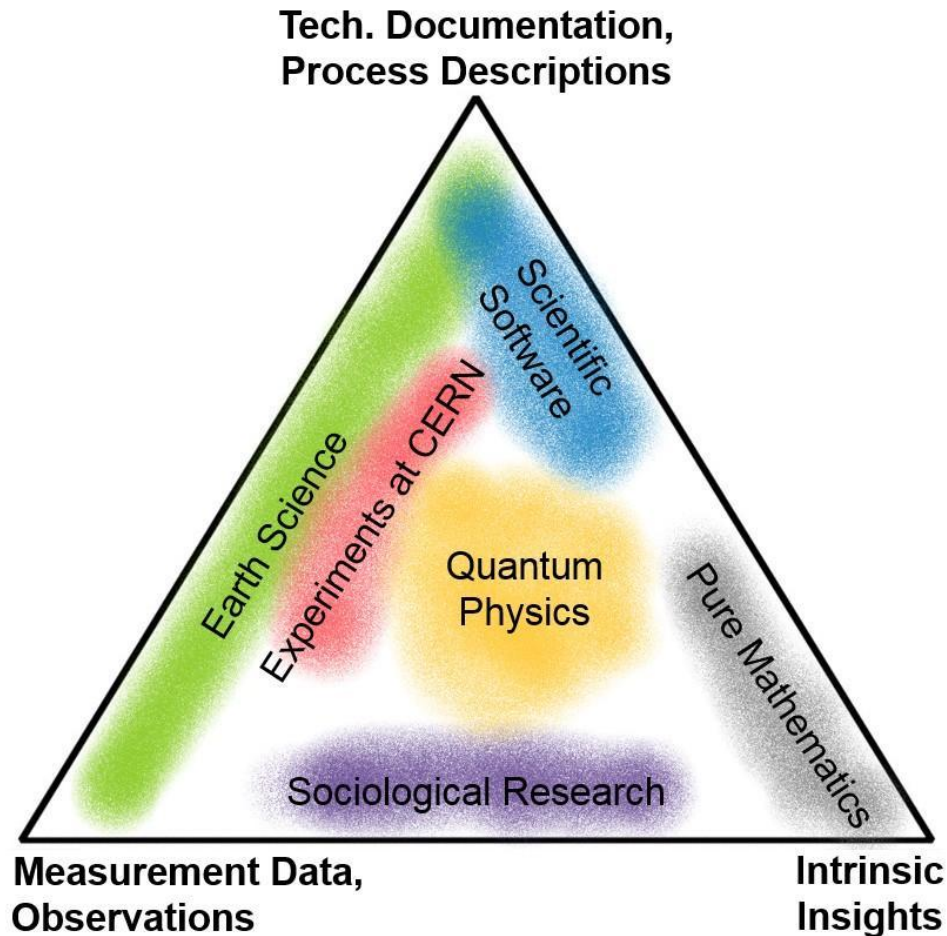 Tech. Documentation,
Process Descriptions
Scientific
Software
Earth Science
Experiments at CERN
Quantum
Physics
Pure Mathematics
Sociological Research
Measurement Data,
Observations
Intrinsic
Insights